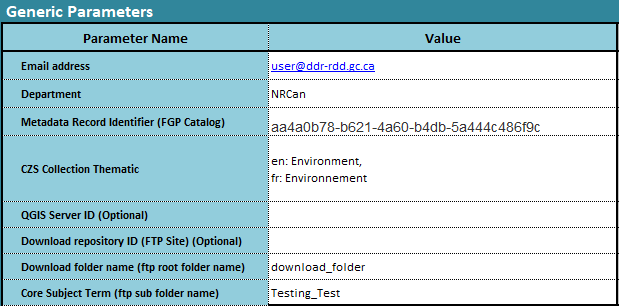 Generic Parameters
Parameter Name Value
Email address user@ddr-rdd.gc.ca
Department NRCan
Metadata Record Identifier (FGP Catalog) aa4a0b78-b621-4a60-b4db-5a444c486f9c
CZS Collection Thematic en: Environment,
fr: Environnement
QGIS Server ID (Optional)
Download repository ID (FTP Site) (Optional)
Download folder name (ftp root folder name) download_folder
Core Subject Term (ftp sub folder name) Testing_Test